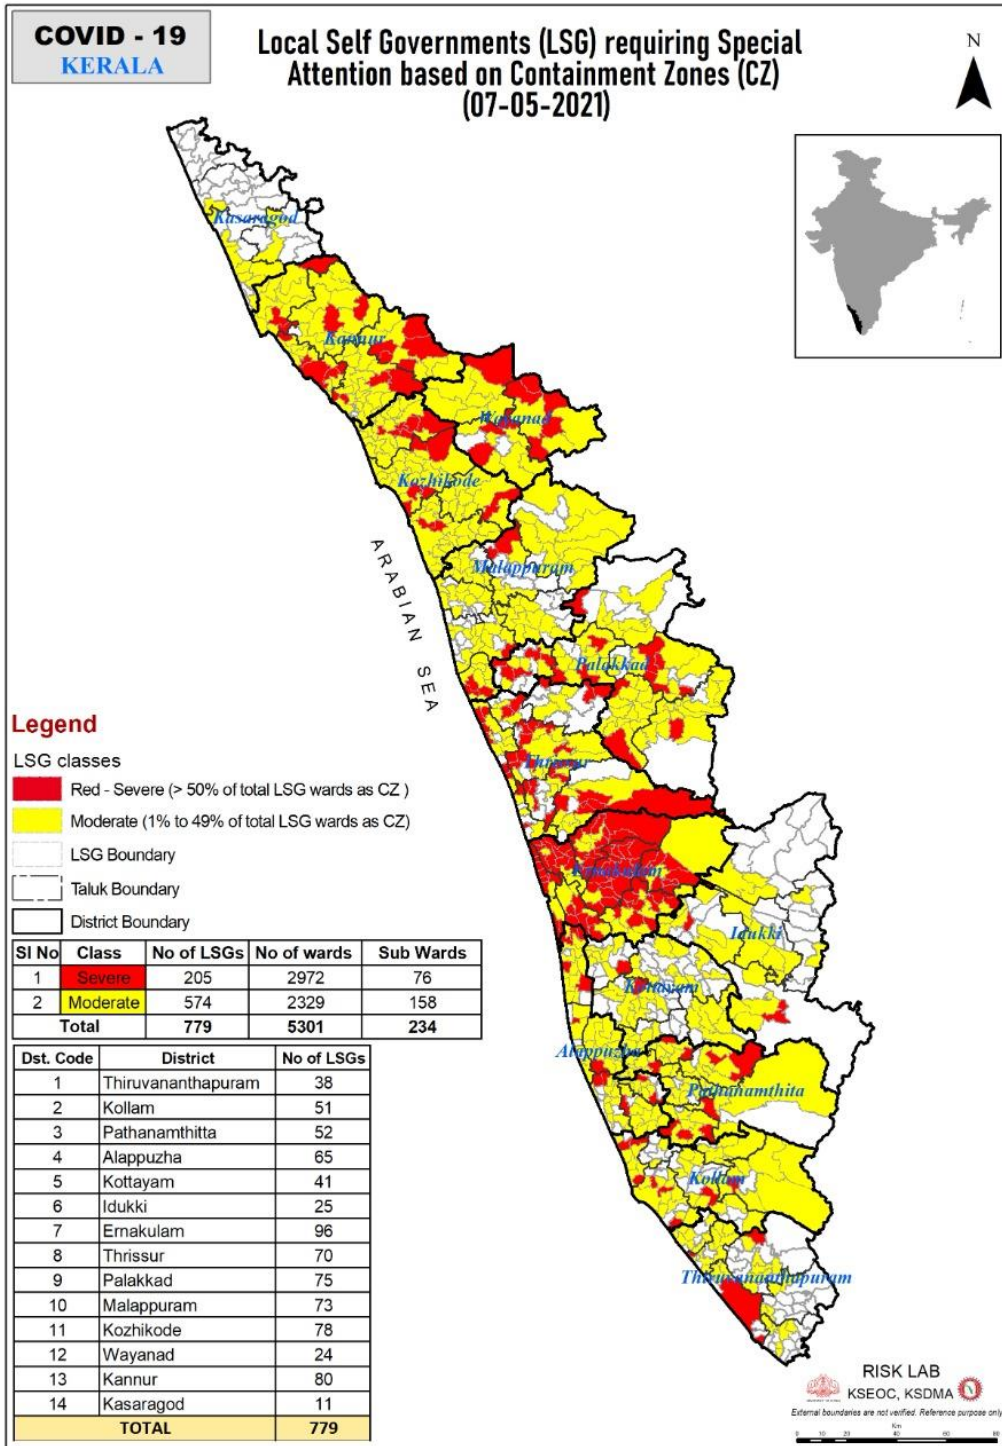 COVID - 19
KERALA
Local Self Governments (LSG) requiring Special
Attention based on Containment Zones (CZ)
(07-05-2021)
N
Kasaragod
Kannur
Wayanad
Kozhikode
Malappuram
ARABIAN SEA
Palakkad
Thrissur
Ernakulam
Idukki
Kottayam
Alappuzha
Pathanamthita
Kollam
Thiruvananthapuram
Legend
LSG classes
Red - Severe (> 50% of total LSG wards as CZ )
Moderate (1% to 49% of total LSG wards as CZ)
LSG Boundary
Taluk Boundary
District Boundary
Sl No Class No of LSGs No of wards Sub Wards
1 Severe 205 2972 76
2 Moderate 574 2329 158
Total 779 5301 234
Dst. Code District No of LSGs
1 Thiruvananthapuram 38
2 Kollam 51
3 Pathanamthitta 52
4 Alappuzha 65
5 Kottayam 41
6 Idukki 25
7 Ernakulam 96
8 Thrissur 70
9 Palakkad 75
10 Malappuram 73
11 Kozhikode 78
12 Wayanad 24
13 Kannur 80
14 Kasaragod 11
TOTAL 779
RISK LAB
KSEOC, KSDMA
External boundaries are not verified. Reference purpose only
Km
0 10 20 40 60 80